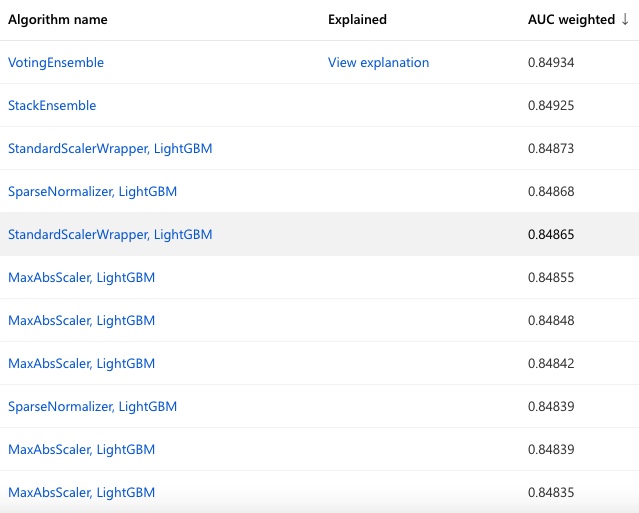 Algorithm name Explained AUC weighted ↓
VotingEnsemble View explanation 0.84934
StackEnsemble 0.84925
StandardScalerWrapper, LightGBM 0.84873
SparseNormalizer, LightGBM 0.84868
StandardScalerWrapper, LightGBM 0.84865
MaxAbsScaler, LightGBM 0.84855
MaxAbsScaler, LightGBM 0.84848
MaxAbsScaler, LightGBM 0.84842
SparseNormalizer, LightGBM 0.84839
MaxAbsScaler, LightGBM 0.84839
MaxAbsScaler, LightGBM 0.84835